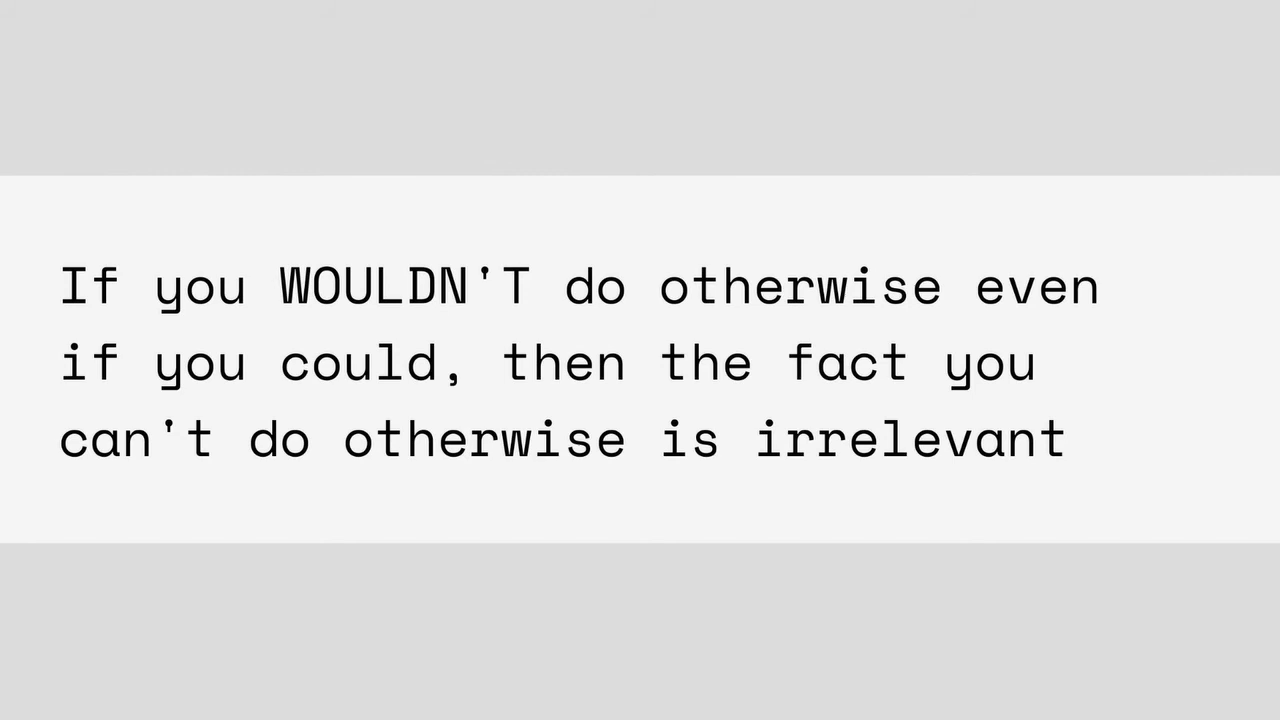 If you WOULDN'T do otherwise even
if you could, then the fact you
can't do otherwise is irrelevant